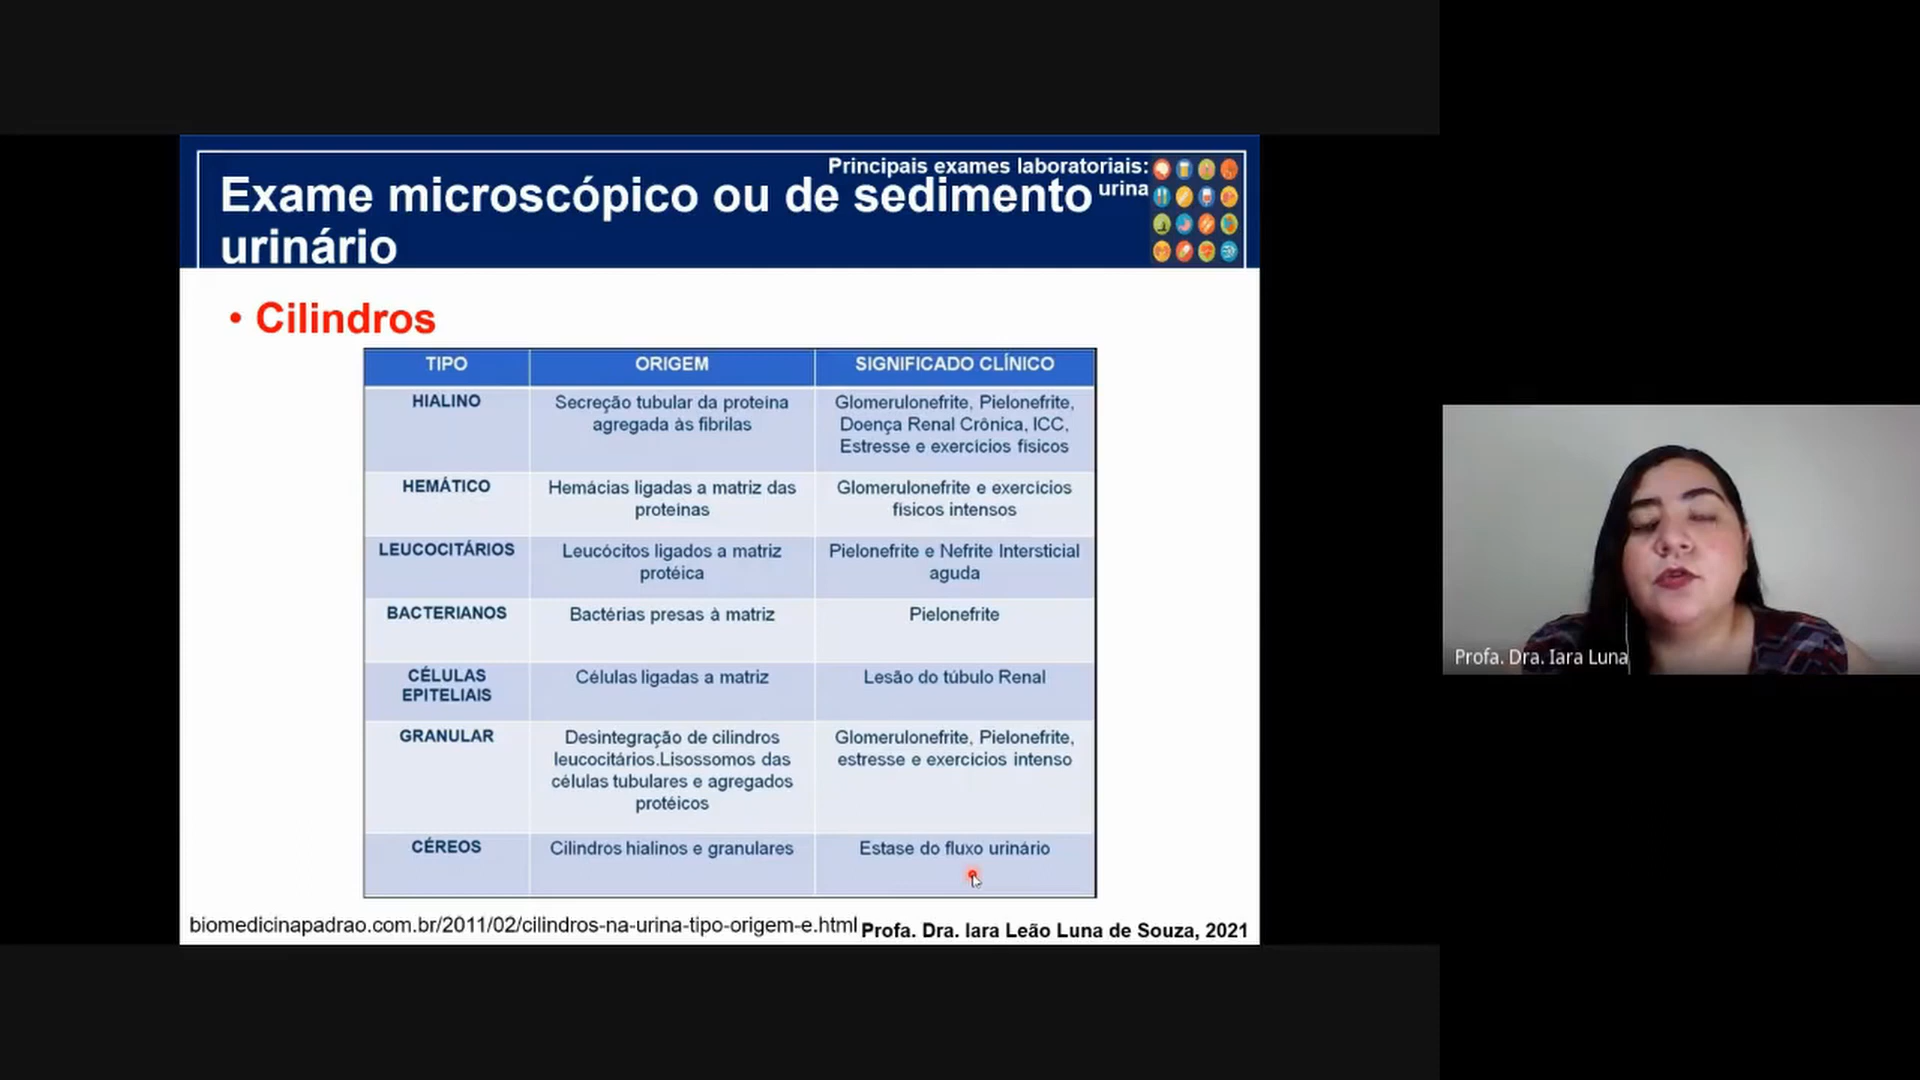 Principais exames laboratoriais:
urina
Exame microscópico ou de sedimento
urinário
• Cilindros
TIPO ORIGEM SIGNIFICADO CLÍNICO
HIALINO
Secreção tubular da proteína
agregada às fibrilas
Glomerulonefrite, Pielonefrite,
Doença Renal Crônica, ICC,
Estresse e exercícios físicos
HEMÁTICO
Hemácias ligadas a matriz das
proteínas
Glomerulonefrite e exercícios
físicos intensos
LEUCOCITÁRIOS
Leucócitos ligados a matriz
protéica
Pielonefrite e Nefrite Intersticial
aguda
BACTERIANOS
Bactérias presas à matriz
Pielonefrite
CÉLULAS
EPITELIAIS
Células ligadas a matriz
Lesão do túbulo Renal
GRANULAR
Desintegração de cilindros
leucocitários.Lisossomos das
células tubulares e agregados
protéicos
Glomerulonefrite, Pielonefrite,
estresse e exercícios intenso
CÉREOS
Cilindros hialinos e granulares
Estase do fluxo urinário
biomedicinapadrao.com.br/2011/02/cilindros-na-urina-tipo-origem-e.html
Profa. Dra. Iara Leão Luna de Souza, 2021
Profa. Dra. Iara Luna